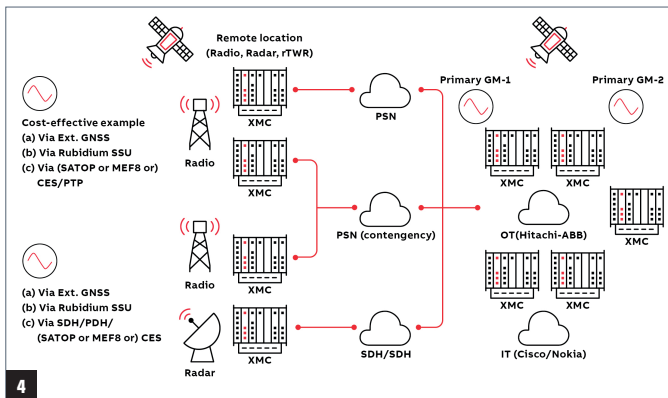 Remote location
(Radio, Radar, rTWR)
Primary GM-1
Primary GM-2
Cost-effective example
(a) Via Ext. GNSS
(b) Via Rubidium SSU
(c) Via (SATOP or MEF8 or)
CES/PTP
XMC
Radio
XMC
PSN
XMC
XMC
XMC
PSN (contengency)
OT(Hitachi-ABB)
(a) Via Ext. GNSS
(b) Via Rubidium SSU
(c) Via SDH/PDH/
(SATOP or MEF8 or) CES
Radio
XMC
Radar
XMC
SDH/SDH
XMC
XMC
IT (Cisco/Nokia)
4